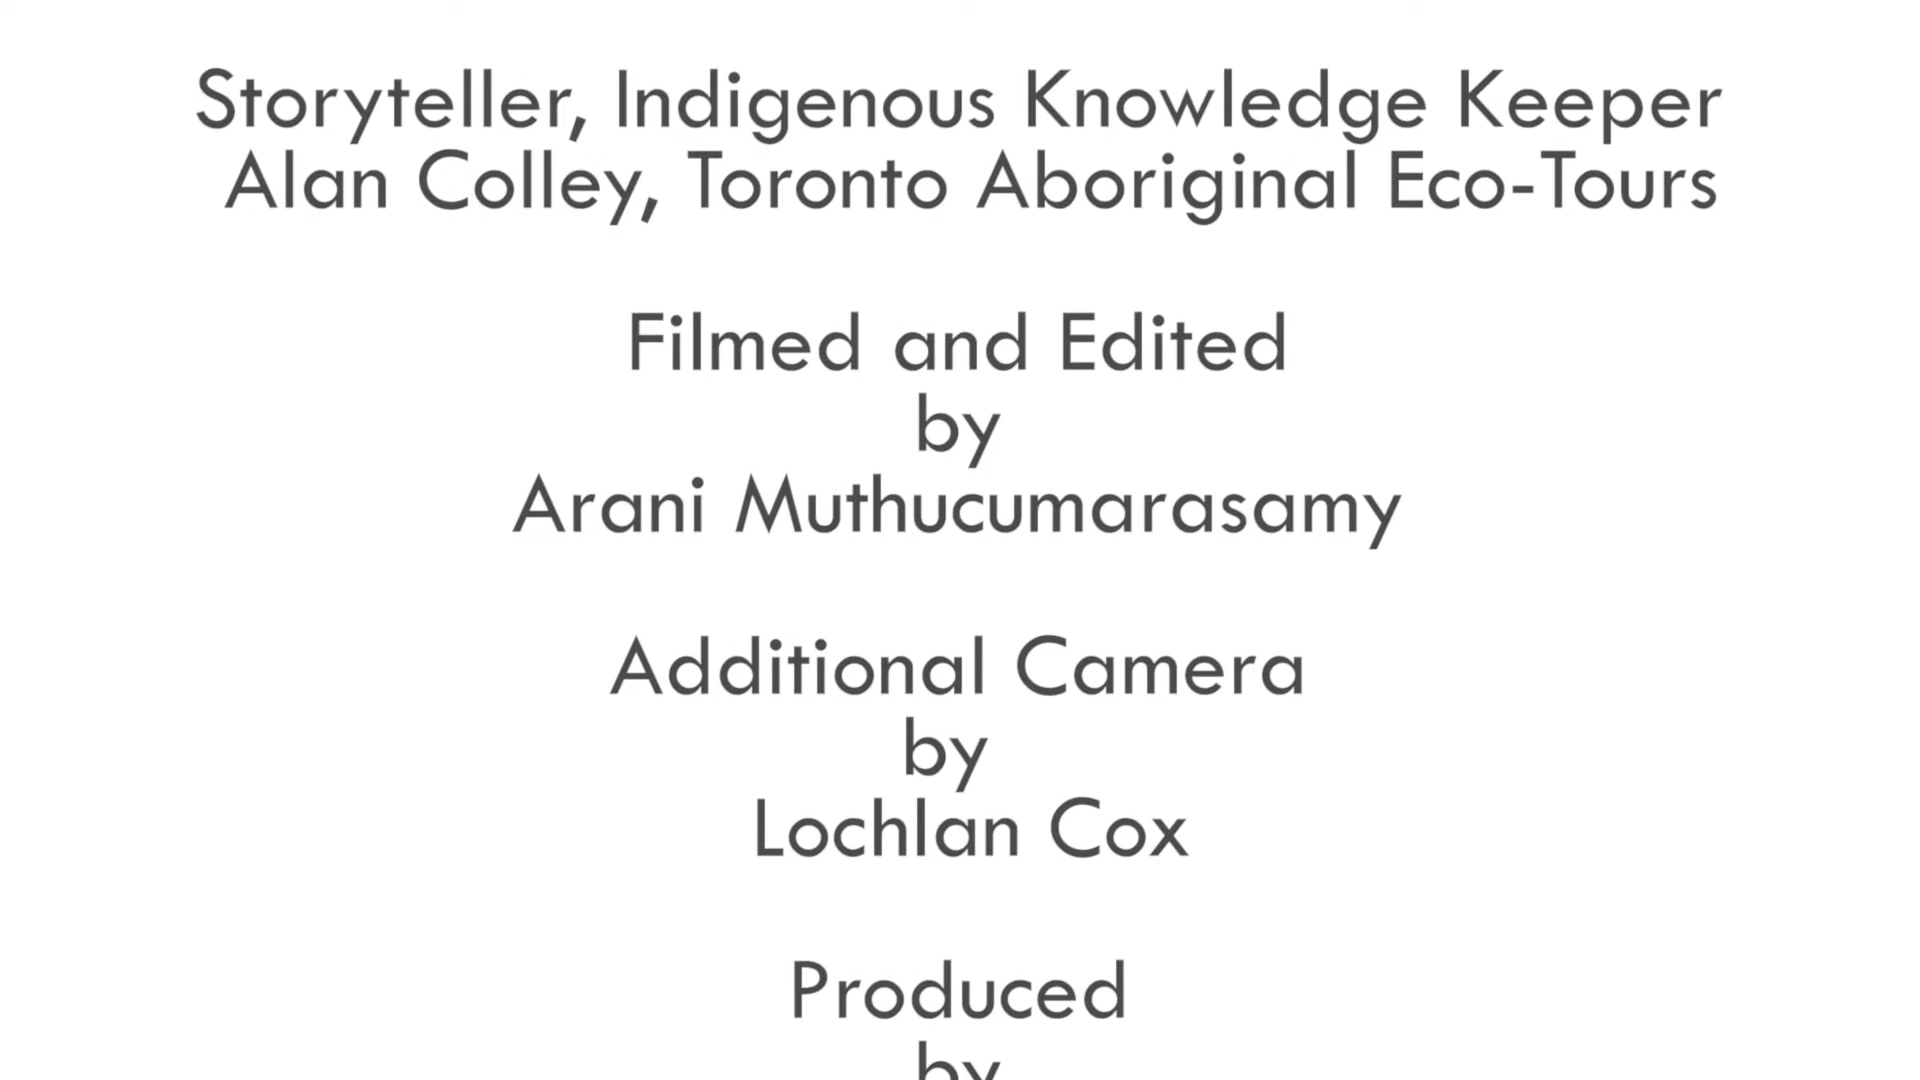 Storyteller, Indigenous Knowledge Keeper
Alan Colley, Toronto Aboriginal Eco-Tours
Filmed and Edited
by
Arani Muthucumarasamy
Additional Camera
by
Lochlan Cox
Produced
by